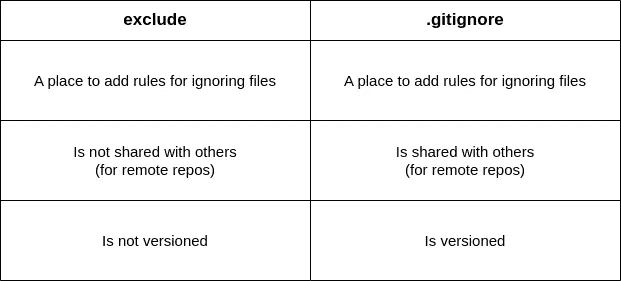 exclude
.gitignore
A place to add rules for ignoring files
A place to add rules for ignoring files
Is not shared with others
(for remote repos)
Is shared with others
(for remote repos)
Is not versioned
Is versioned